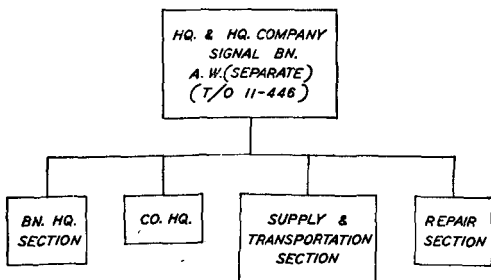 HQ. & HQ. COMPANY
SIGNAL BN.
A. W. (SEPARATE)
(T/O 11-446)
BN. HQ.
SECTION
CO. HQ.
SUPPLY &
TRANSPORTATION
SECTION
REPAIR
SECTION